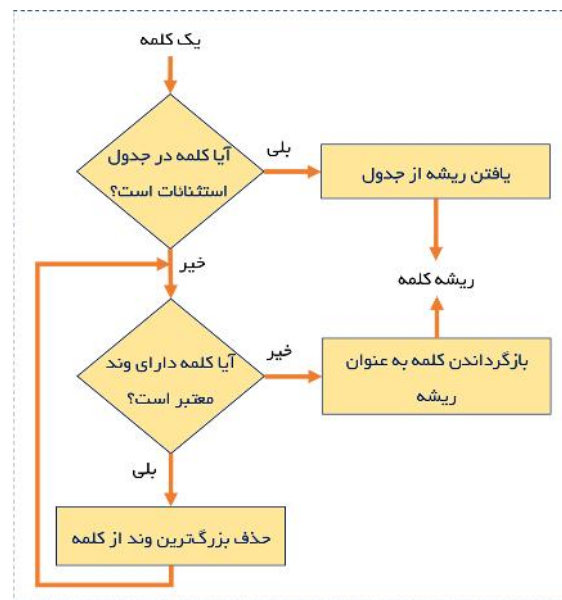 یک کلمه
آیا کلمه در جدول
استثنائات است؟
بلی
یافتن ریشه از جدول
خیر
ریشه کلمه
آیا کلمه دارای وند
معتبر است؟
خیر
بازگرداندن کلمه به عنوان
ریشه
بلی
حذف بزرگ‌ترین وند از کلمه